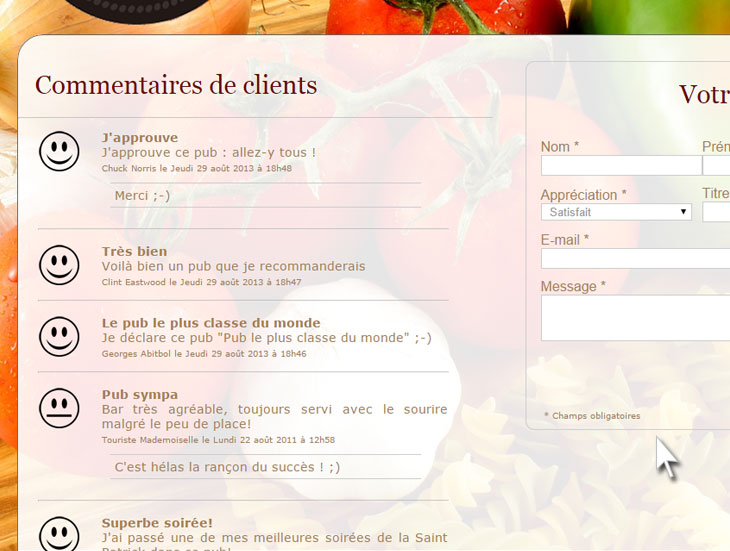 Commentaires de clients
J'approuve
J'approuve ce pub : allez-y tous !
Chuck Norris le Jeudi 29 août 2013 à 18h48
Merci ;-)
Très bien
Voilà bien un pub que je recommanderais
Clint Eastwood le Jeudi 29 août 2013 à 18h47
Le pub le plus classe du monde
Je déclare ce pub "Pub le plus classe du monde" ;-)
Georges Abitbol le Jeudi 29 août 2013 à 18h46
Pub sympa
Bar très agréable, toujours servi avec le sourire
malgré le peu de place!
Touriste Mademoiselle le Lundi 22 août 2011 à 12h58
C'est hélas la rançon du succès ! ;)
Superbe soirée!
J'ai passé une de mes meilleures soirées de la Saint
Patrick dans ce pub!
Votr
Nom * Prén
Appréciation * Titre
Satisfait
E-mail *
Message *
* Champs obligatoires